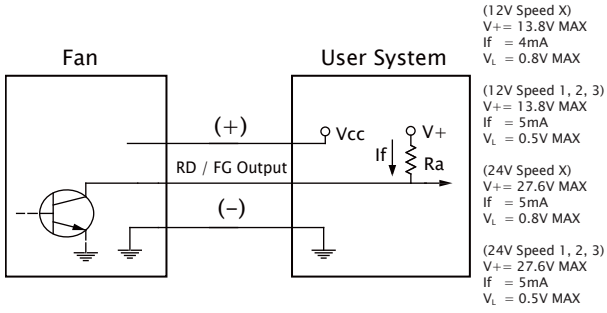 Fan
User System
(+)
Vcc
V+
If
Ra
RD / FG Output
(–)
(12V Speed X)
V+= 13.8V MAX
If = 4mA
VL = 0.8V MAX
(12V Speed 1, 2, 3)
V+= 13.8V MAX
If = 5mA
VL = 0.5V MAX
(24V Speed X)
V+= 27.6V MAX
If = 5mA
VL = 0.8V MAX
(24V Speed 1, 2, 3)
V+= 27.6V MAX
If = 5mA
VL = 0.5V MAX